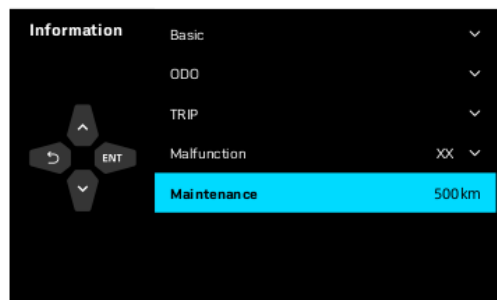 Information
Basic
ODO
TRIP
Malfunction XX
Maintenance 500km
ENT